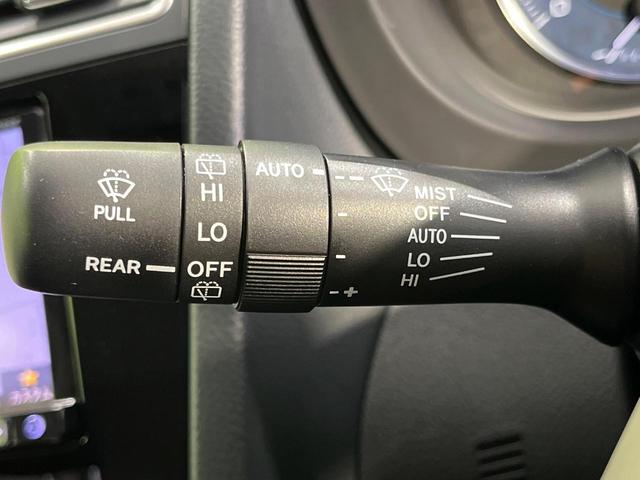 PULL
REAR
HI
LO
OFF
AUTO
- +
MIST
OFF
AUTO
LO
HI